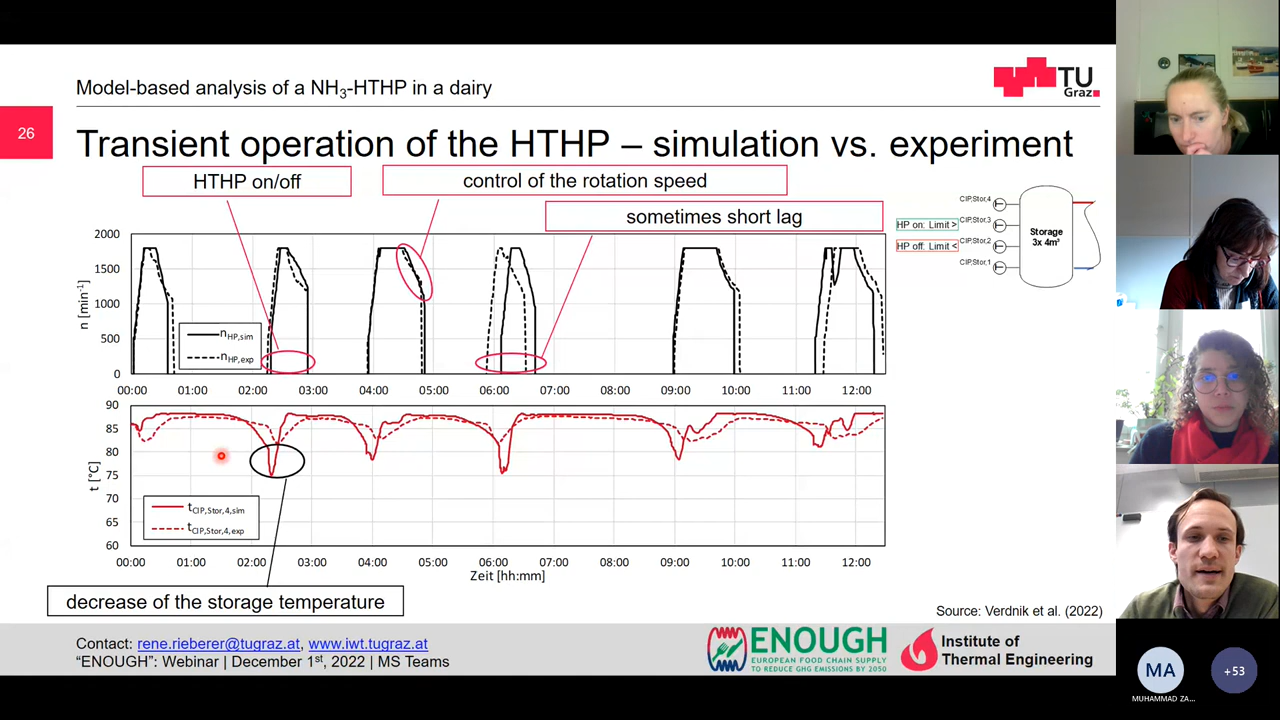 Model-based analysis of a NH3-HTHP in a dairy
TU
Graz
26
Transient operation of the HTHP – simulation vs. experiment
HTHP on/off
control of the rotation speed
sometimes short lag
2000
1500
1000
500
0
n [min-1]
nHP,sim
nHP,exp
00:00 01:00 02:00 03:00 04:00 05:00 06:00 07:00 08:00 09:00 10:00 11:00 12:00
CIP,Stor,4
CIP,Stor,3
CIP,Stor,2
CIP,Stor,1
HP on: Limit >
HP off: Limit <
Storage
3x 4m³
90
85
80
75
70
65
60
t [°C]
tCIP,Stor,4,sim
tCIP,Stor,4,exp
00:00 01:00 02:00 03:00 04:00 05:00 06:00 07:00 08:00 09:00 10:00 11:00 12:00
Zeit [hh:mm]
decrease of the storage temperature
Source: Verdnik et al. (2022)
Contact: rene.rieberer@tugraz.at, www.iwt.tugraz.at
“ENOUGH”: Webinar | December 1st, 2022 | MS Teams
ENOUGH
EUROPEAN FOOD CHAIN SUPPLY
TO REDUCE GHG EMISSIONS BY 2050
Institute of
Thermal Engineering
MA
MUHAMMAD ZA...
+53